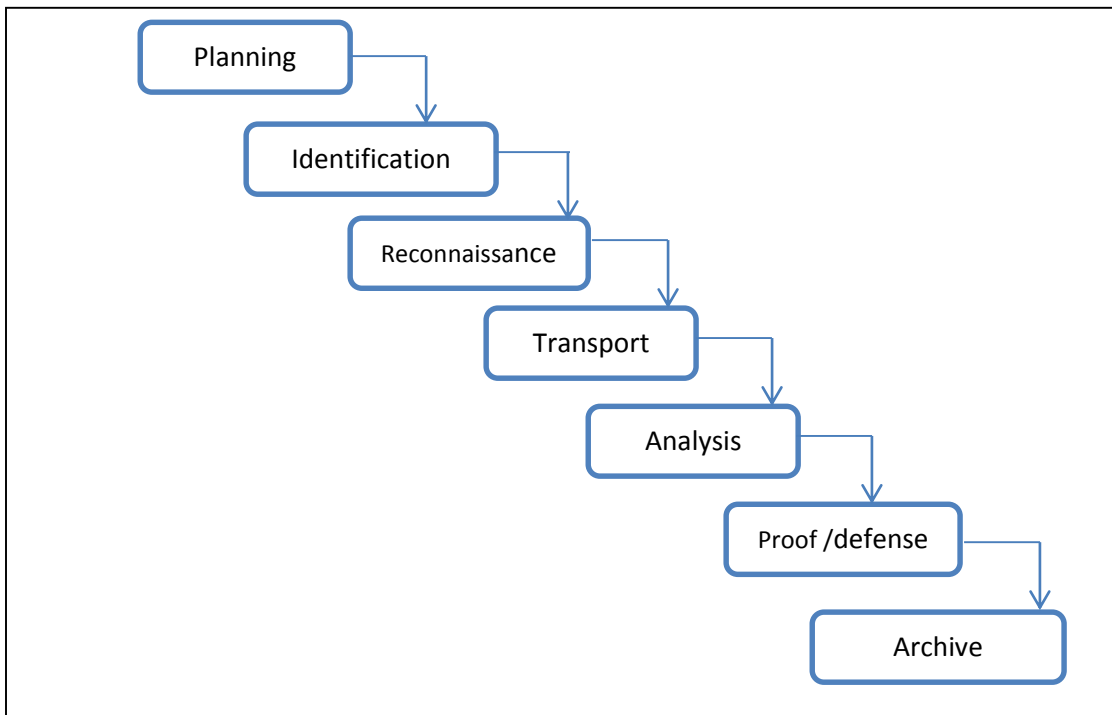 Planning
Identification
Reconnaissance
Transport
Analysis
Proof /defense
Archive